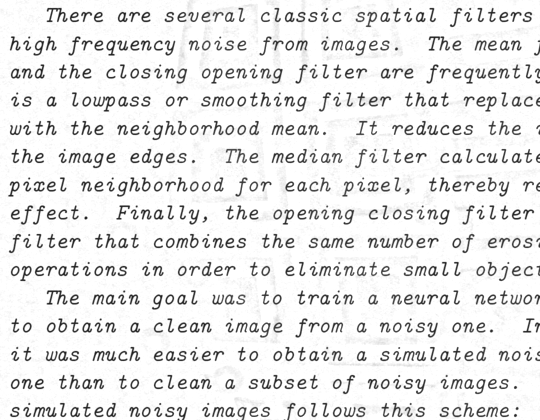 There are several classic spatial filters
high frequency noise from images. The mean
and the closing opening filter are frequently
is a lowpass or smoothing filter that replace
with the neighborhood mean. It reduces the
the image edges. The median filter calculate
pixel neighborhood for each pixel, thereby re
effect. Finally, the opening closing filter
filter that combines the same number of erosi
operations in order to eliminate small object
The main goal was to train a neural networ
to obtain a clean image from a noisy one. In
it was much easier to obtain a simulated nois
one than to clean a subset of noisy images.
simulated noisy images follows this scheme: